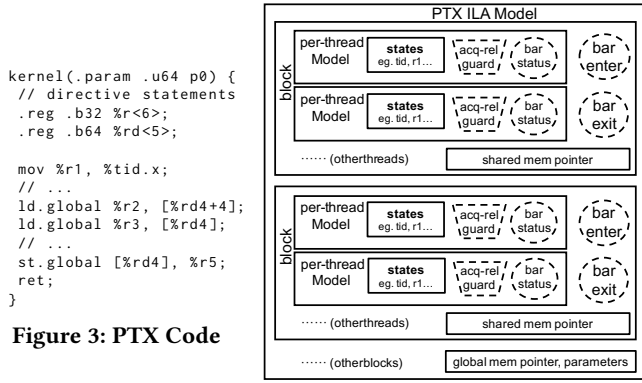 kernel(.param .u64 p0) {
// directive statements
.reg .b32 %r<6>;
.reg .b64 %rd<5>;
mov %r1, %tid.x;
// ...
ld.global %r2, [%rd4+4];
ld.global %r3, [%rd4];
// ...
st.global [%rd4], %r5;
ret;
}
Figure 3: PTX Code
PTX ILA Model
block
per-thread
Model
states
eg. tid, r1...
acq-rel
guard
bar
status
bar
enter
per-thread
Model
states
eg. tid, r1...
acq-rel
guard
bar
status
bar
exit
...... (otherthreads)
shared mem pointer
block
per-thread
Model
states
eg. tid, r1...
acq-rel
guard
bar
status
bar
enter
per-thread
Model
states
eg. tid, r1...
acq-rel
guard
bar
status
bar
exit
...... (otherthreads)
shared mem pointer
...... (otherblocks)
global mem pointer, parameters